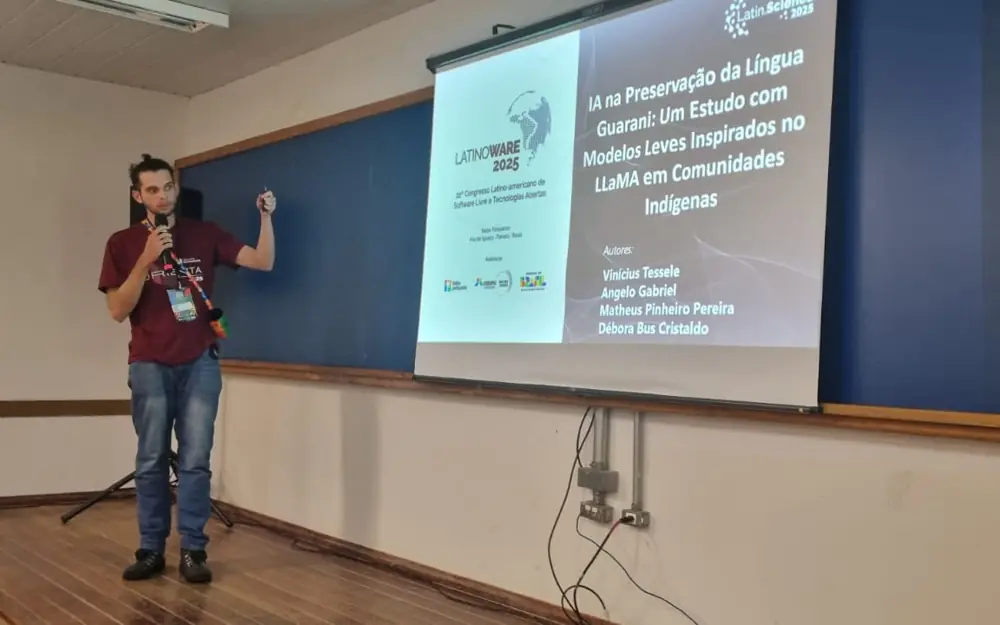 Latin.Science
2025
IA na Preservação da Língua
Guarani: Um Estudo com
Modelos Leves Inspirados no
LLaMA em Comunidades
Indígenas
Autores:
Vinícius Tessele
Angelo Gabriel
Matheus Pinheiro Pereira
Débora Bus Cristaldo
LATINOWARE
2025
22º Congresso Latino-americano de
Software Livre e Tecnologias Abertas